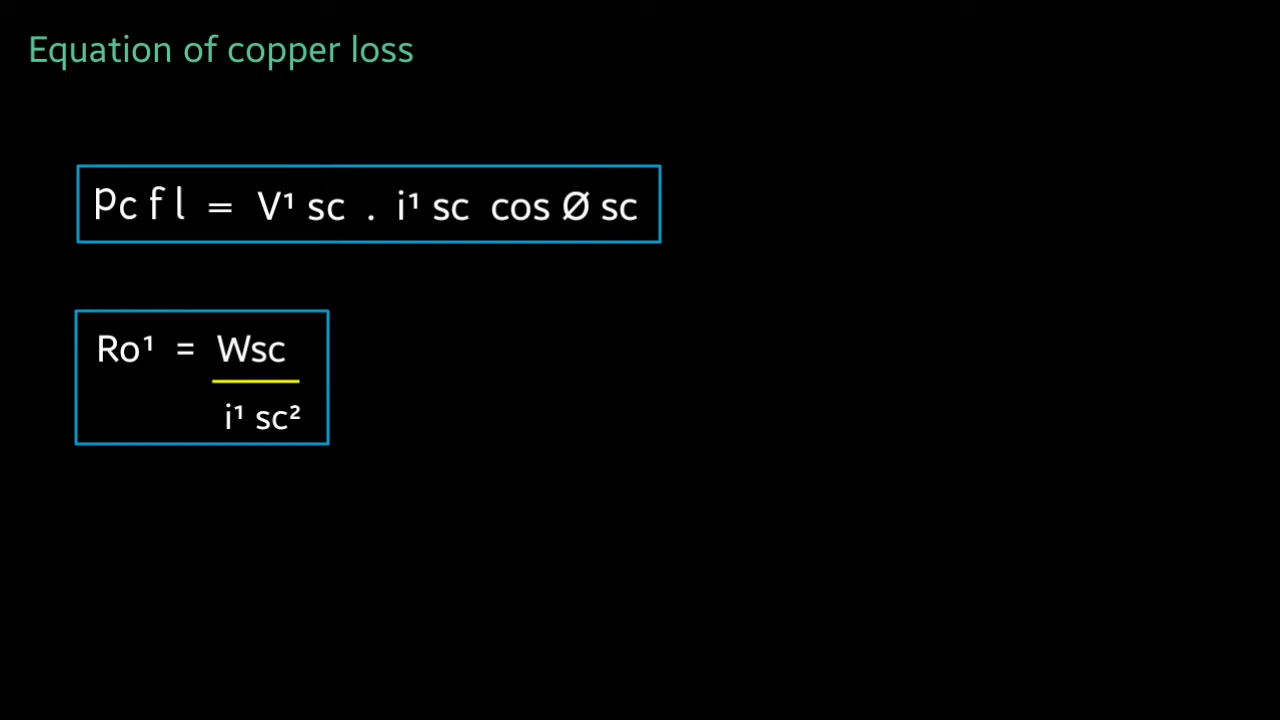 Equation of copper loss
Pc f l = V¹ sc . i¹ sc cos Ø sc
Ro¹ = Wsc
i¹ sc²